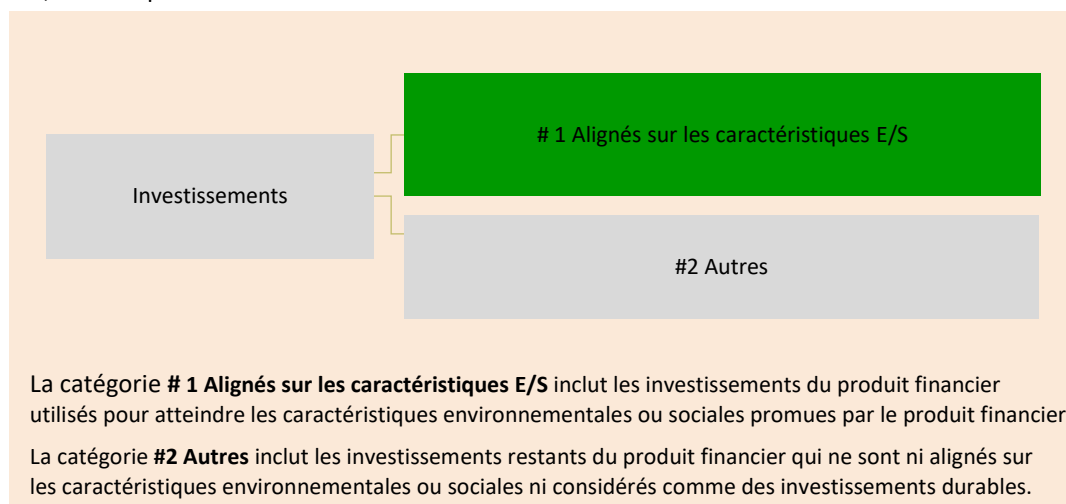 # 1 Alignés sur les caractéristiques E/S
Investissements
#2 Autres
La catégorie # 1 Alignés sur les caractéristiques E/S inclut les investissements du produit financier
utilisés pour atteindre les caractéristiques environnementales ou sociales promues par le produit financier
La catégorie #2 Autres inclut les investissements restants du produit financier qui ne sont ni alignés sur
les caractéristiques environnementales ou sociales ni considérés comme des investissements durables.